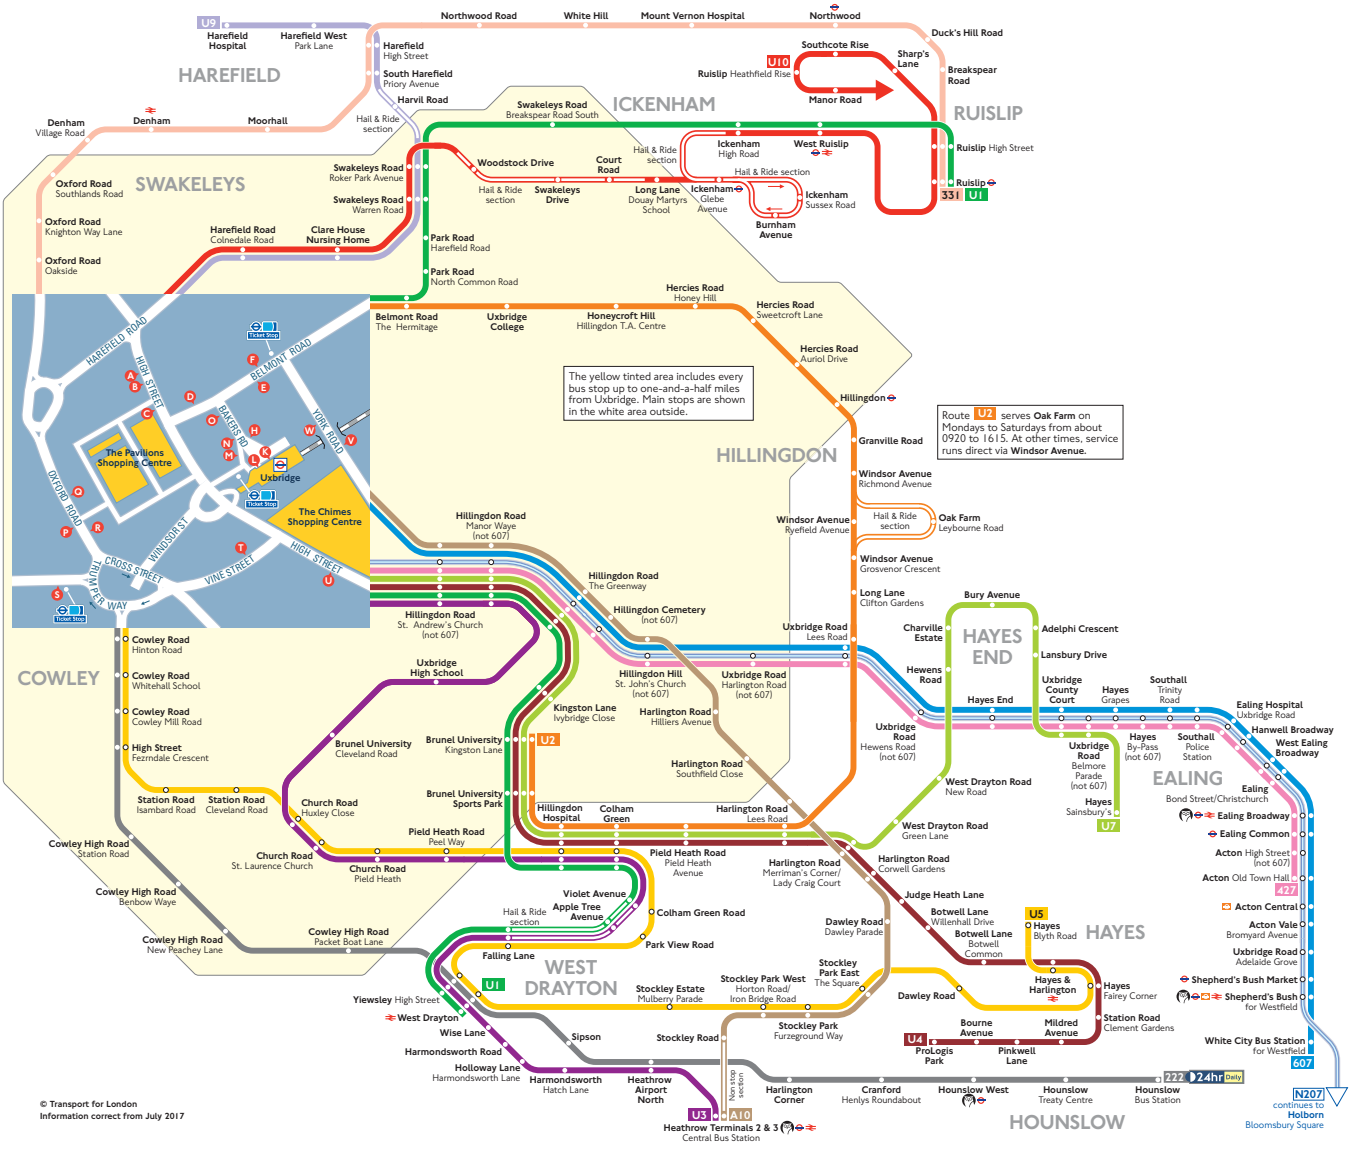 U9
Harefield
Hospital
Harefield West
Park Lane
HAREFIELD
Harefield
High Street
South Harefield
Priory Avenue
Harvil Road
Hail & Ride
section
Northwood Road
White Hill
Mount Vernon Hospital
Northwood
Duck's Hill Road
Breakspear
Road
Southcote Rise
Sharp's
Lane
U10
Ruislip Heathfield Rise
Manor Road
RUISLIP
Ruislip High Street
Ruislip
331
U1
Denham
Village Road
Denham
Moorhall
Oxford Road
Southlands Road
Oxford Road
Knighton Way Lane
Oxford Road
Oakside
SWAKELEYS
ICKENHAM
Swakeleys Road
Breakspear Road South
Swakeleys Road
Roker Park Avenue
Swakeleys Road
Warren Road
Woodstock Drive
Hail & Ride
section
Swakeleys
Drive
Court
Road
Long Lane
Douay Martyrs
School
Hail & Ride
section
Ickenham
High Road
West Ruislip
Hail & Ride section
Ickenham
Glebe
Avenue
Ickenham
Sussex Road
Burnham
Avenue
Harefield Road
Colnedale Road
Clare House
Nursing Home
Park Road
Harefield Road
Park Road
North Common Road
Belmont Road
The Hermitage
Uxbridge
College
Honeycroft Hill
Hillingdon T.A. Centre
Hercies Road
Honey Hill
Hercies Road
Sweetcroft Lane
Hercies Road
Auriol Drive
Hillingdon
The yellow tinted area includes every
bus stop up to one-and-a-half miles
from Uxbridge. Main stops are shown
in the white area outside.
Route U2 serves Oak Farm on
Mondays to Saturdays from about
0920 to 1615. At other times, service
runs direct via Windsor Avenue.
HILLINGDON
Granville Road
Windsor Avenue
Richmond Avenue
Windsor Avenue
Ryefield Avenue
Hail & Ride
section
Oak Farm
Leybourne Road
Windsor Avenue
Grosvenor Crescent
Long Lane
Clifton Gardens
Uxbridge Road
Lees Road
HAREFIELD ROAD
HIGH STREET
BELMONT ROAD
Ticket Stop
YORK ROAD
BAKERS RD
A
B
C
D
E
F
O
N
M
H
K
L
W
V
Q
P
R
S
T
U
The Pavilions
Shopping Centre
Uxbridge
Ticket Stop
The Chimes
Shopping Centre
OXFORD ROAD
WINDSOR ST
CROSS STREET
TRUMPER WAY
VINE STREET
HIGH STREET
Ticket Stop
Hillingdon Road
Manor Waye
(not 607)
Hillingdon Road
The Greenway
Hillingdon Cemetery
(not 607)
Hillingdon Road
St. Andrew's Church
(not 607)
Hillingdon Hill
St. John's Church
(not 607)
Uxbridge Road
Harlington Road
(not 607)
Uxbridge
High School
Harlington Road
Hilliers Avenue
Harlington Road
Southfield Close
Kingston Lane
Ivybridge Close
Brunel University
Kingston Lane
U2
Brunel University
Cleveland Road
Brunel University
Sports Park
Hillingdon
Hospital
Colham
Green
Harlington Road
Lees Road
COWLEY
Cowley Road
Hinton Road
Cowley Road
Whitehall School
Cowley Road
Cowley Mill Road
High Street
Fezrndale Crescent
Station Road
Isambard Road
Station Road
Cleveland Road
Church Road
Huxley Close
Church Road
St. Laurence Church
Church Road
Pield Heath
Pield Heath Road
Peel Way
Pield Heath Road
Pield Heath
Avenue
Cowley High Road
Station Road
Cowley High Road
Benbow Waye
Cowley High Road
New Peachey Lane
Cowley High Road
Packet Boat Lane
Violet Avenue
Apple Tree
Avenue
Hail & Ride
section
Falling Lane
Colham Green Road
Park View Road
WEST
DRAYTON
U1
Yiewsley High Street
West Drayton
Wise Lane
Harmondsworth Road
Holloway Lane
Harmondsworth Lane
Harmondsworth
Hatch Lane
Sipson
Heathrow
Airport
North
Stockley Estate
Mulberry Parade
Stockley Park West
Horton Road/
Iron Bridge Road
Stockley
Park East
The Square
Stockley Park
Furzeground Way
Stockley Road
Non stop
section
U3
A10
Heathrow Terminals 2 & 3
Central Bus Station
Harlington Road
Merriman's Corner/
Lady Craig Court
Dawley Road
Dawley Parade
Dawley Road
Harlington Road
Corwell Gardens
Judge Heath Lane
Botwell Lane
Willenhall Drive
Botwell Lane
Botwell
Common
U5
Hayes
Blyth Road
HAYES
Hayes &
Harlington
Hayes
Fairey Corner
Station Road
Clement Gardens
U4
ProLogis
Park
Bourne
Avenue
Pinkwell
Lane
Mildred
Avenue
Harlington
Corner
Cranford
Henlys Roundabout
Hounslow West
Hounslow
Treaty Centre
Hounslow
Bus Station
222 24hr Daily
HOUNSLOW
HAYES
END
Bury Avenue
Charville
Estate
Hewens
Road
Adelphi Crescent
Lansbury Drive
Hayes End
Uxbridge
Road
Hewens Road
(not 607)
West Drayton Road
New Road
West Drayton Road
Green Lane
Uxbridge
County
Court
Hayes
Grapes
Southall
Trinity
Road
Uxbridge
Road
Belmore
Parade
(not 607)
Hayes
By-Pass
(not 607)
Southall
Police
Station
Hayes
Sainsbury's
U7
EALING
Ealing Hospital
Uxbridge Road
Hanwell Broadway
West Ealing
Broadway
Ealing
Bond Street/Christchurch
Ealing Broadway
Ealing Common
Acton High Street
(not 607)
Acton Old Town Hall
427
Acton Central
Acton Vale
Bromyard Avenue
Uxbridge Road
Adelaide Grove
Shepherd's Bush Market
Shepherd's Bush
for Westfield
White City Bus Station
for Westfield
607
N207
continues to
Holborn
Bloomsbury Square
© Transport for London
Information correct from July 2017